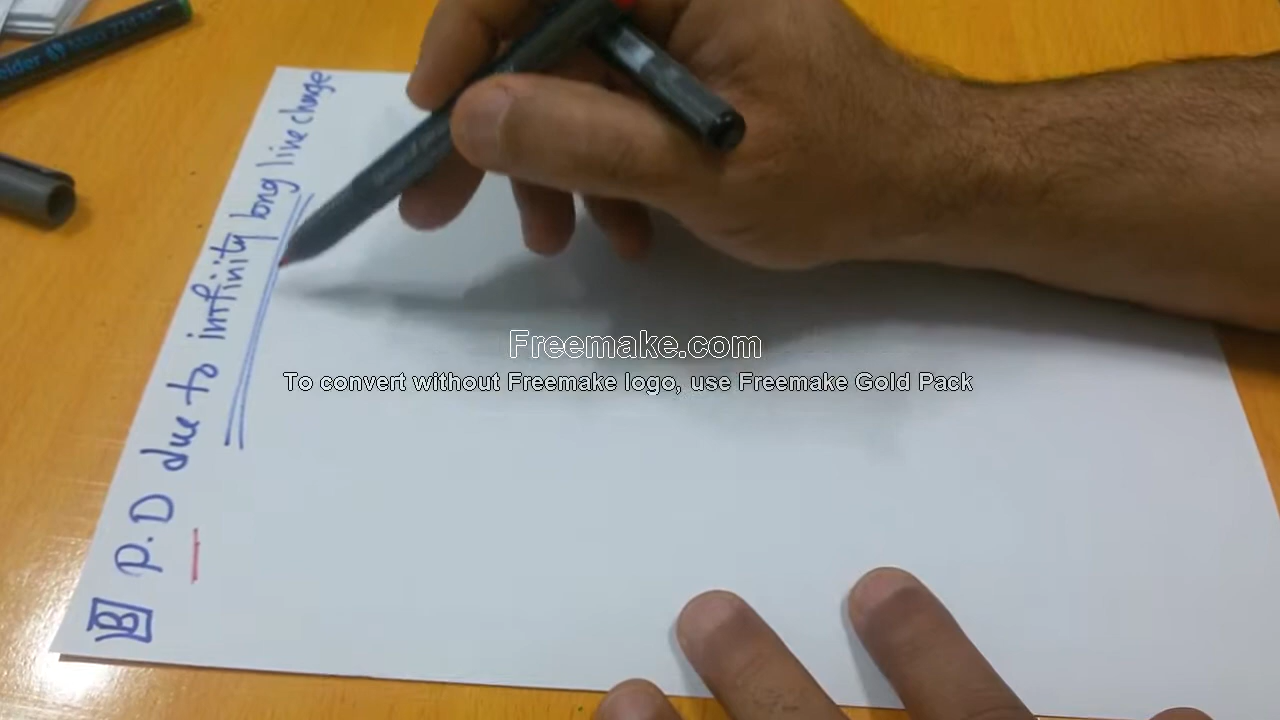 B P.D due to infinity long line charge
Freemake.com
To convert without Freemake logo, use Freemake Gold Pack